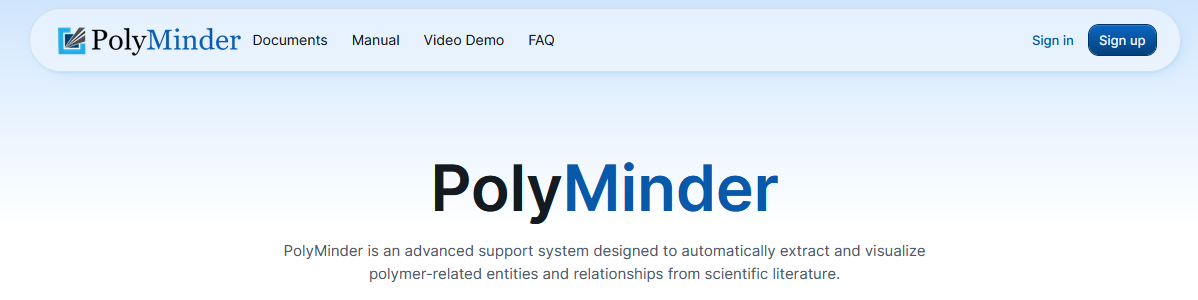 PolyMinder Documents Manual Video Demo FAQ Sign in Sign up
PolyMinder
PolyMinder is an advanced support system designed to automatically extract and visualize
polymer-related entities and relationships from scientific literature.